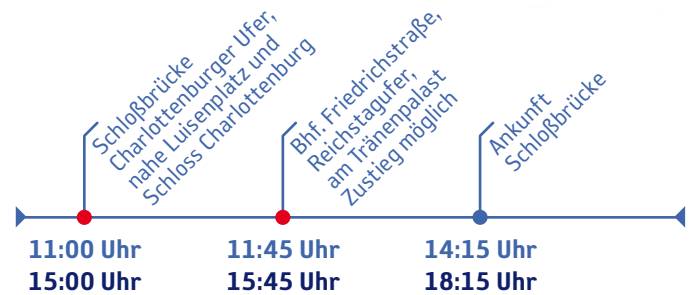 Schloßbrücke
Charlottenburger Ufer,
nahe Luisenplatz und
Schloss Charlottenburg
Bhf. Friedrichstraße,
Reichstagufer,
am Tränenpalast
Zustieg möglich
Ankunft
Schloßbrücke
11:00 Uhr
15:00 Uhr
11:45 Uhr
15:45 Uhr
14:15 Uhr
18:15 Uhr